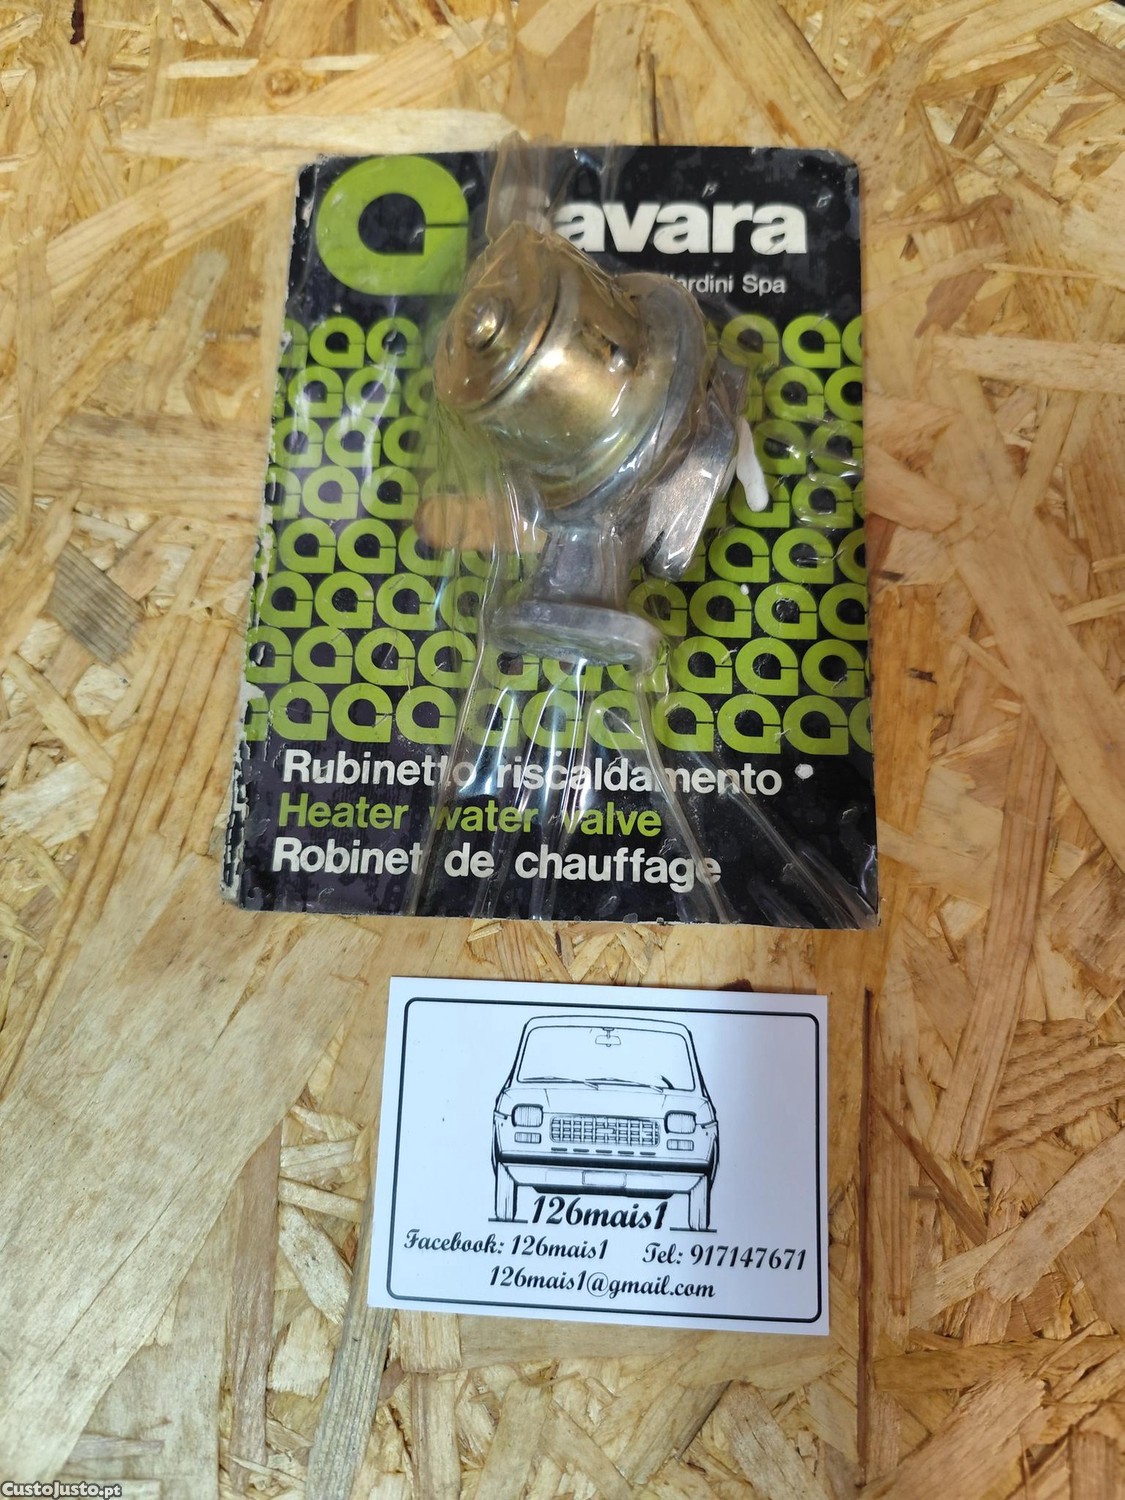 Spa
Rubinetto riscaldamento
Heater water valve
Robinet de chauffage
126mais1
Facebook: 126mais1 Tel: 917147671
126mais1@gmail.com
CustoJusto.pt